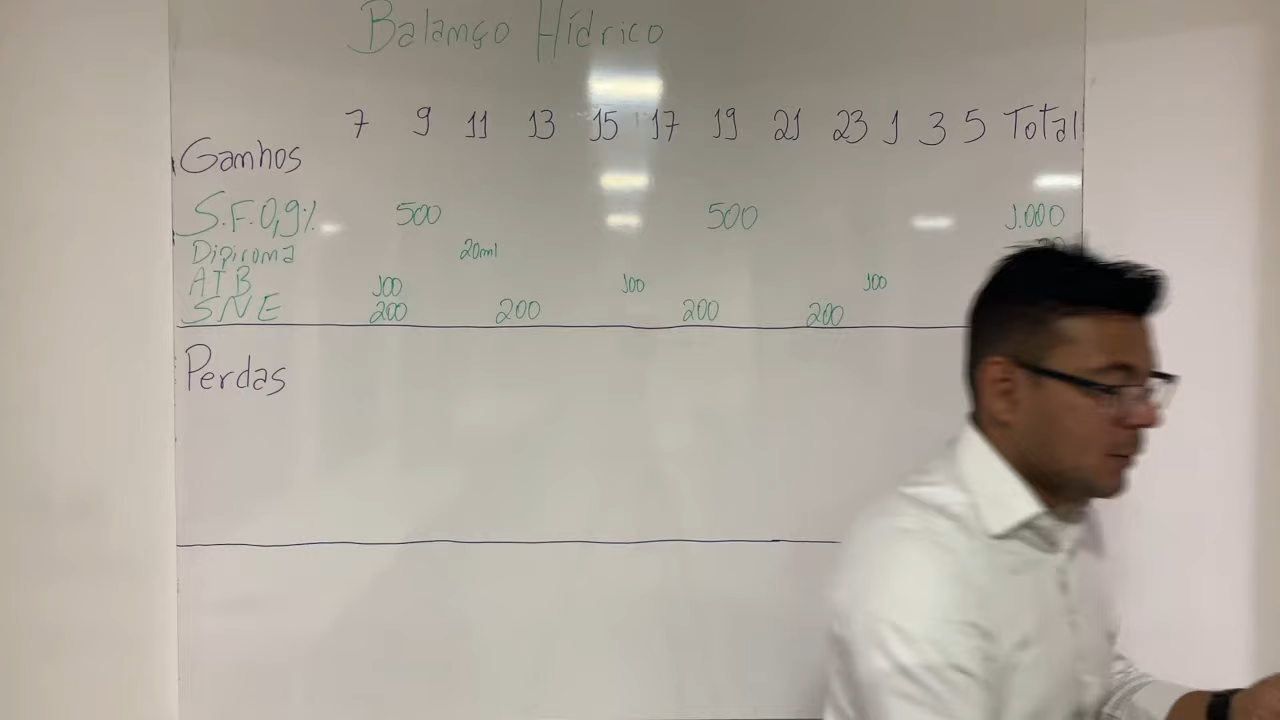 Balanço Hídrico
7 9 11 13 15 17 19 21 23 1 3 5 Total
Ganhos
S.F. 0,9% 500 500 1.000
Dipirona 20ml
ATB 100 100 100
SNE 200 200 200 200
Perdas